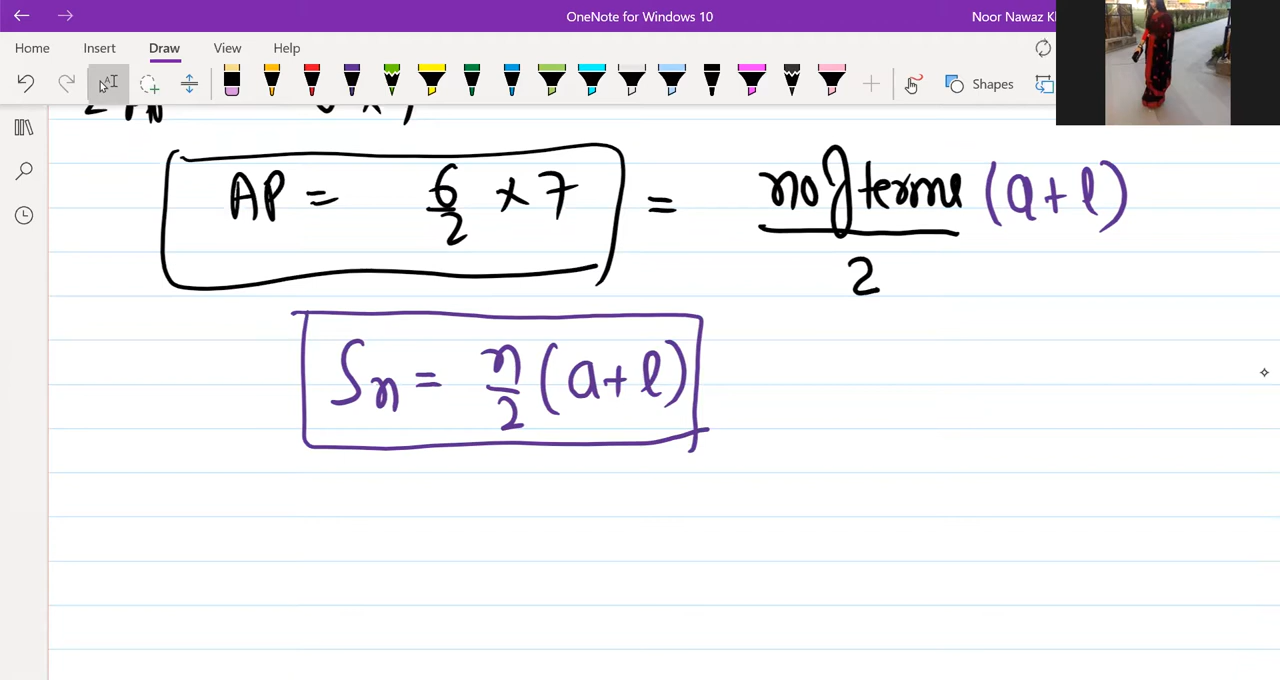 OneNote for Windows 10
Noor Nawaz Kh
Home Insert Draw View Help
Shapes
AP = 6/2 × 7 = no of terms/2 (a + l)
Sn = n/2 (a + l)